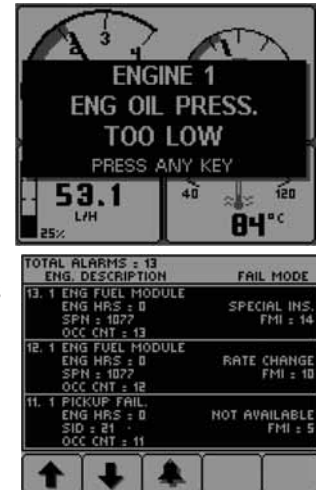 2
3
4
ENGINE 1
ENG OIL PRESS.
TOO LOW
PRESS ANY KEY
53.1
L/H
25%
40
120
84°C
TOTAL ALARMS : 13
ENG. DESCRIPTION FAIL MODE
13. 1 ENG FUEL MODULE
ENG HRS : 0 SPECIAL INS.
SPN : 1077 FMI : 14
OCC CNT : 13
12. 1 ENG FUEL MODULE
ENG HRS : 0 RATE CHANGE
SPN : 1077 FMI : 10
OCC CNT : 12
11. 1 PICKUP FAIL.
ENG HRS : 0 NOT AVAILABLE
SID : 21 FMI : 5
OCC CNT : 11